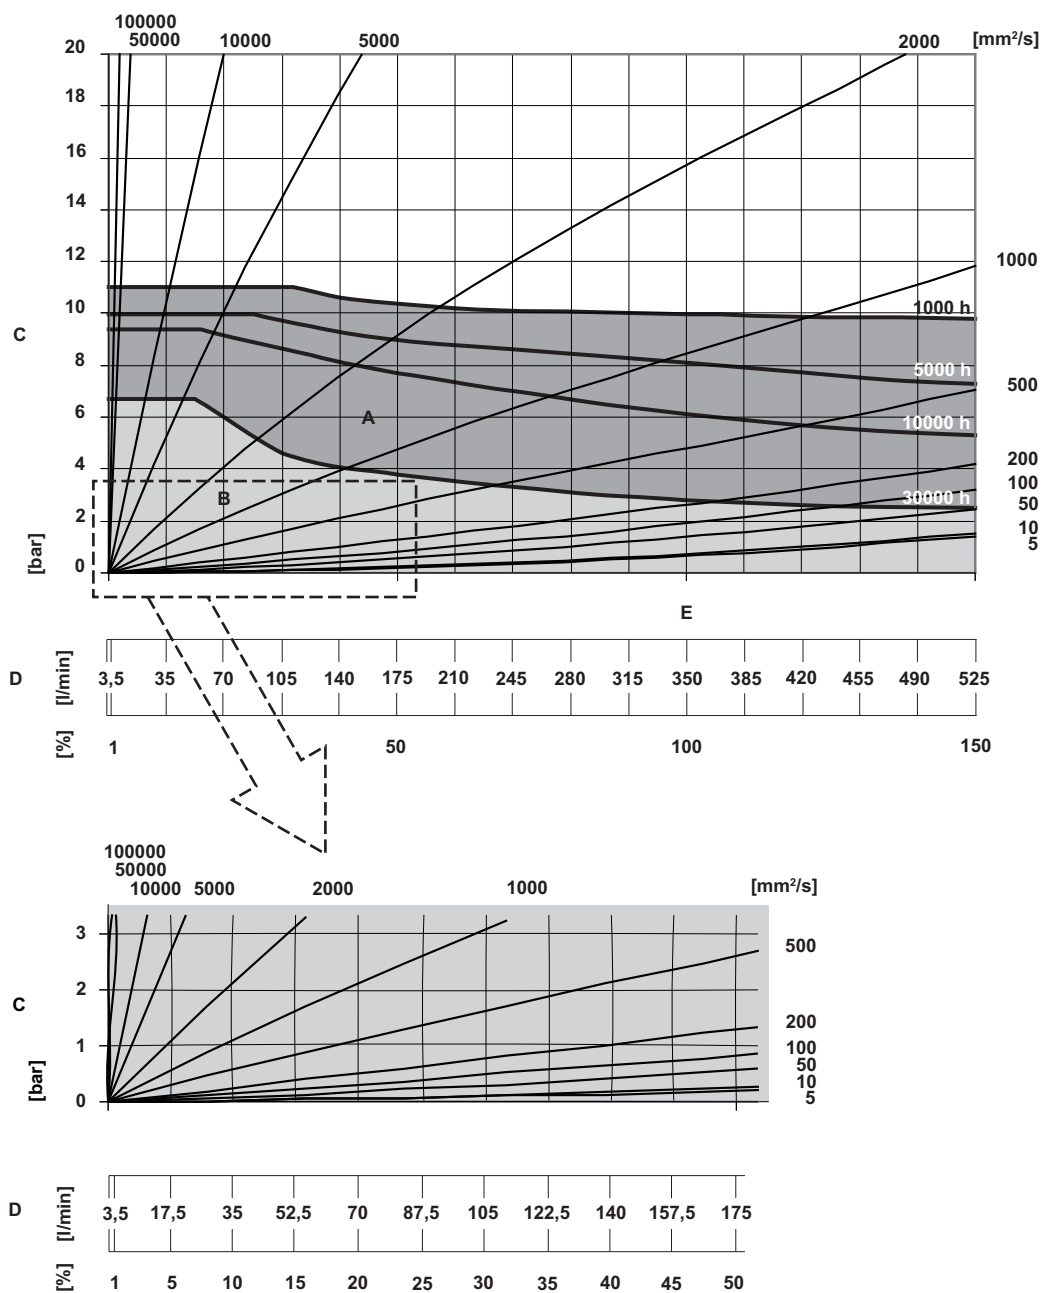 100000
50000 10000 5000 2000 [mm²/s]
20
18
16
14
12
1000
10 1000 h
C
8
5000 h
500
6
A
10000 h
4
200
B
30000 h
100
50
2
10
5
[bar]
0
E
D [l/min] 3,5 35 70 105 140 175 210 245 280 315 350 385 420 455 490 525
[%] 1 50 100 150
100000
50000
10000 5000 2000 1000 [mm²/s]
3
500
2
C
200
1
100
50
10
[bar]
0
5
D [l/min] 3,5 17,5 35 52,5 70 87,5 105 122,5 140 157,5 175
[%] 1 5 10 15 20 25 30 35 40 45 50